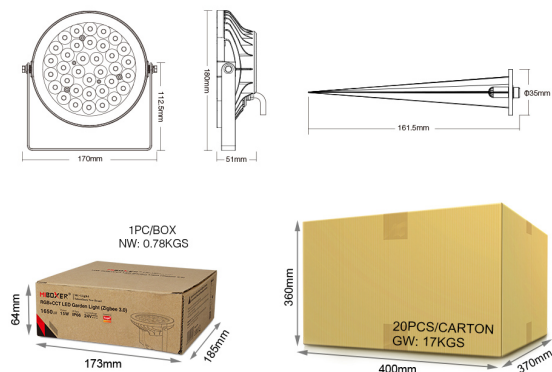 180mm
112.5mm
170mm
51mm
Φ35mm
161.5mm
1PC/BOX
NW: 0.78KGS
MiBOXER
RGB+CCT LED Garden Light (Zigbee 3.0)
15W IP66 24V
64mm
173mm
185mm
360mm
20PCS/CARTON
GW: 17KGS
400mm
370mm